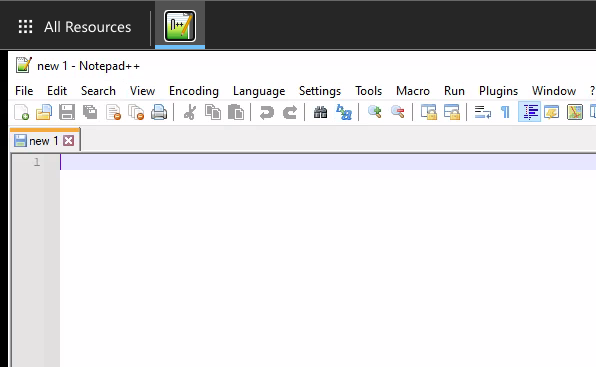 All Resources
new 1 - Notepad++
File Edit Search View Encoding Language Settings Tools Macro Run Plugins Window ?
new 1
1